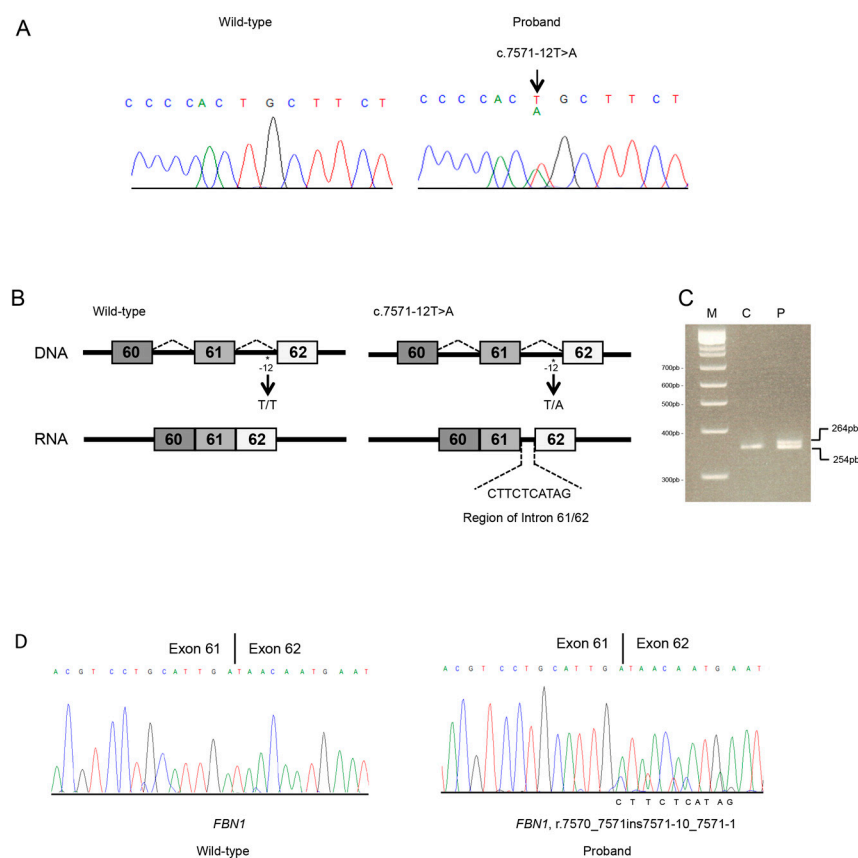 A
Wild-type
Proband
c.7571-12T>A
C C C C A C T G C T T C T
C C C C A C T G C T T C T
A
B
Wild-type
c.7571-12T>A
DNA
60
61
62
60
61
62
*
-12
*
-12
T/T
T/A
RNA
60
61
62
60
61
62
CTTCTCATAG
Region of Intron 61/62
C
M
C
P
700pb -
600pb -
500pb -
400pb -
300pb -
264pb
254pb
D
Exon 61
Exon 62
A C G T C C T G C A T T G A T A A C A A T G A A T
FBN1
Wild-type
Exon 61
Exon 62
A C G T C C T G C A T T G A T A A C A A T G A A T
C T T C T C A T A G
FBN1, r.7570_7571ins7571-10_7571-1
Proband